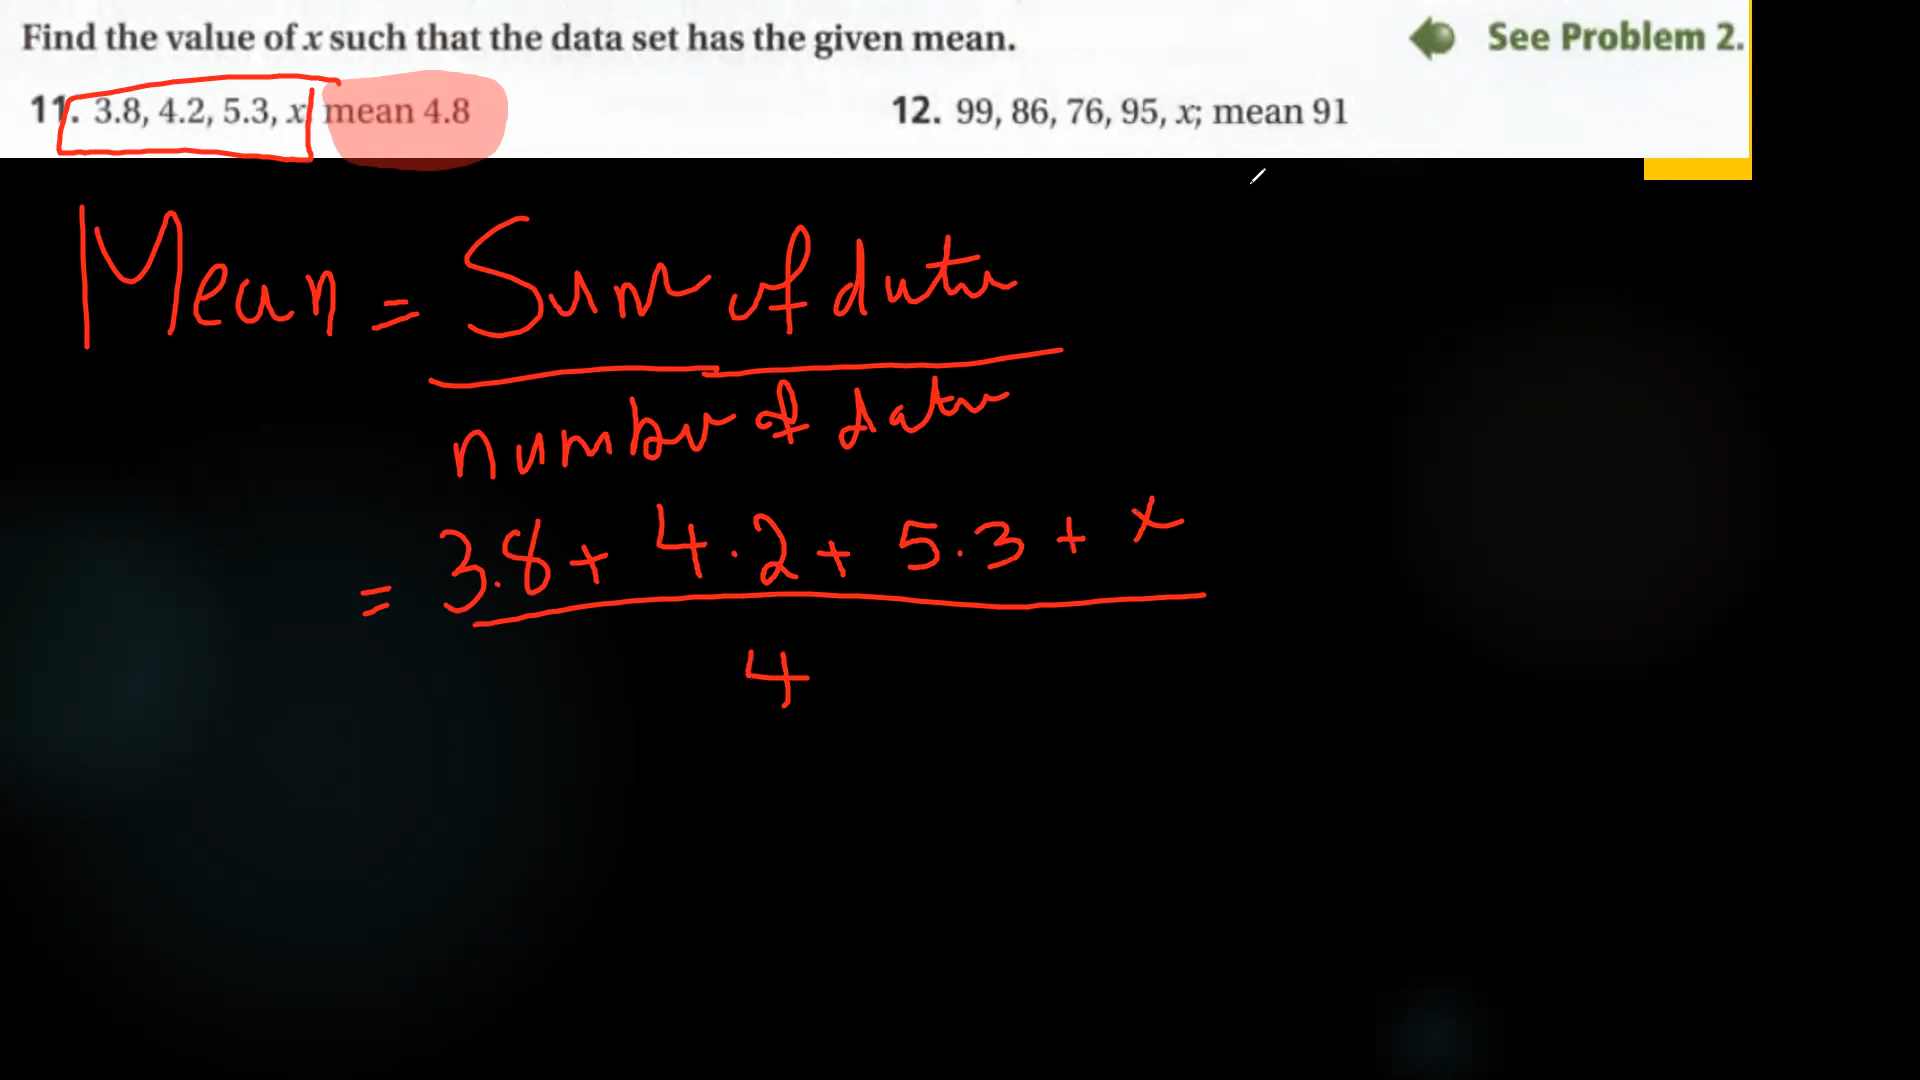 Find the value of x such that the data set has the given mean.
See Problem 2.
11. 3.8, 4.2, 5.3, x; mean 4.8
12. 99, 86, 76, 95, x; mean 91
Mean = Sum of data
number of data
= 3.8 + 4.2 + 5.3 + x
4